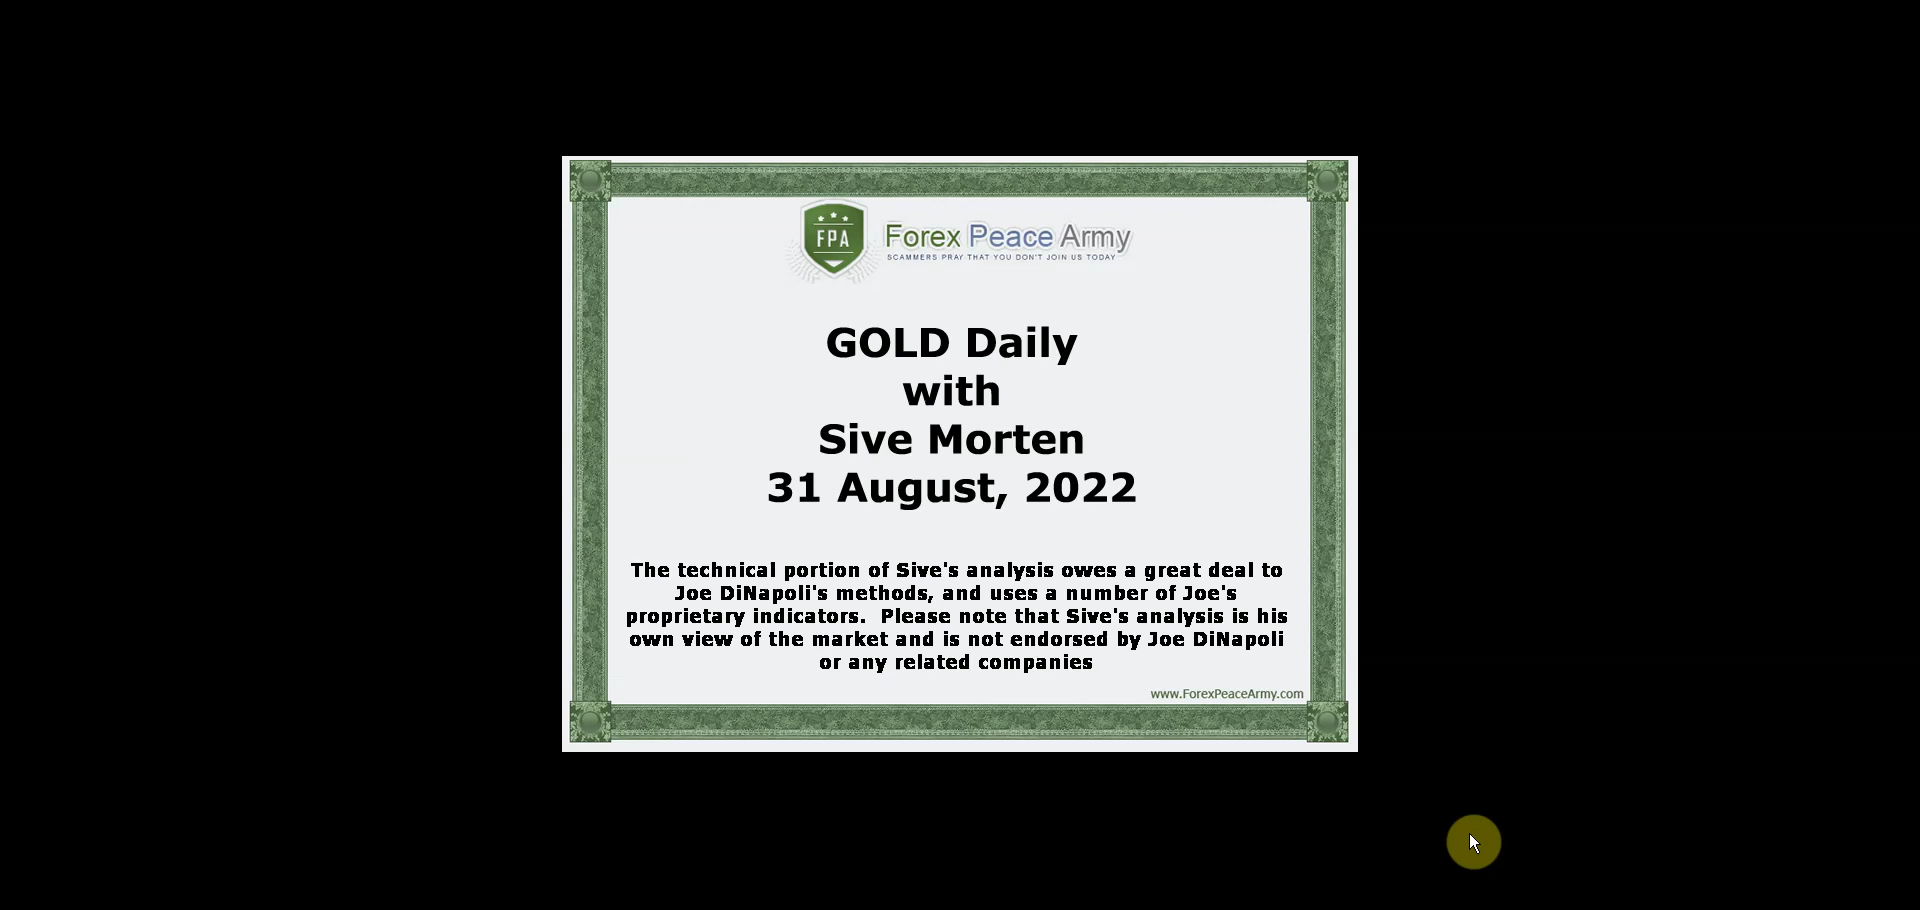 FPA
Forex Peace Army
SCAMMERS PRAY THAT YOU DON'T JOIN US TODAY
GOLD Daily
with
Sive Morten
31 August, 2022
The technical portion of Sive's analysis owes a great deal to
Joe DiNapoli's methods, and uses a number of Joe's
proprietary indicators.  Please note that Sive's analysis is his
own view of the market and is not endorsed by Joe DiNapoli
or any related companies
www.ForexPeaceArmy.com